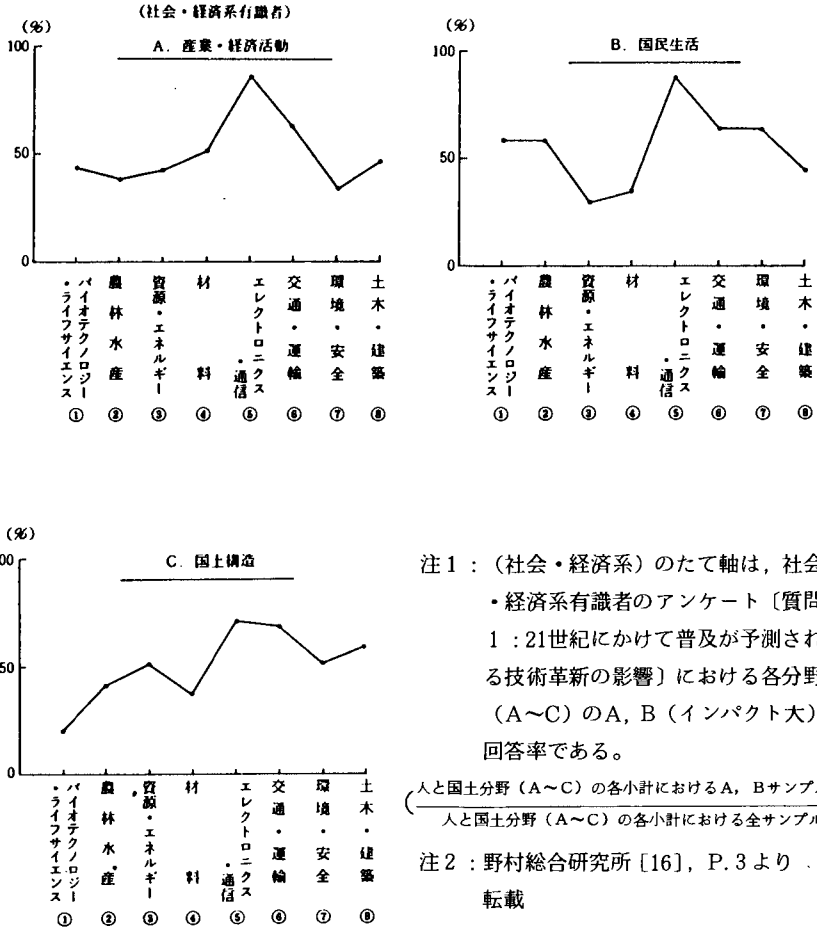 (社会・経済系有識者)
(%)
A. 産業・経済活動
100
50
0
バイオテクノロジー
・ライフサイエンス
①
農林水産
②
資源・エネルギー
③
材料
④
エレクトロニクス
・通信
⑤
交通・運輸
⑥
環境・安全
⑦
土木・建築
⑧
(%)
B. 国民生活
100
50
0
バイオテクノロジー
・ライフサイエンス
①
農林水産
②
資源・エネルギー
③
材料
④
エレクトロニクス
・通信
⑤
交通・運輸
⑥
環境・安全
⑦
土木・建築
⑧
(%)
C. 国土構造
00
50
0
バイオテクノロジー
・ライフサイエンス
①
農林水産
②
資源・エネルギー
③
材料
④
エレクトロニクス
・通信
⑤
交通・運輸
⑥
環境・安全
⑦
土木・建築
⑧
注1:(社会・経済系)のたて軸は,社会
・経済系有識者のアンケート〔質問
1:21世紀にかけて普及が予測され
る技術革新の影響〕における各分野
(A~C)のA,B(インパクト大)
回答率である。
(人と国土分野(A~C)の各小計におけるA,Bサンプル
人と国土分野(A~C)の各小計における全サンプル
注2:野村総合研究所[16],P.3より
転載